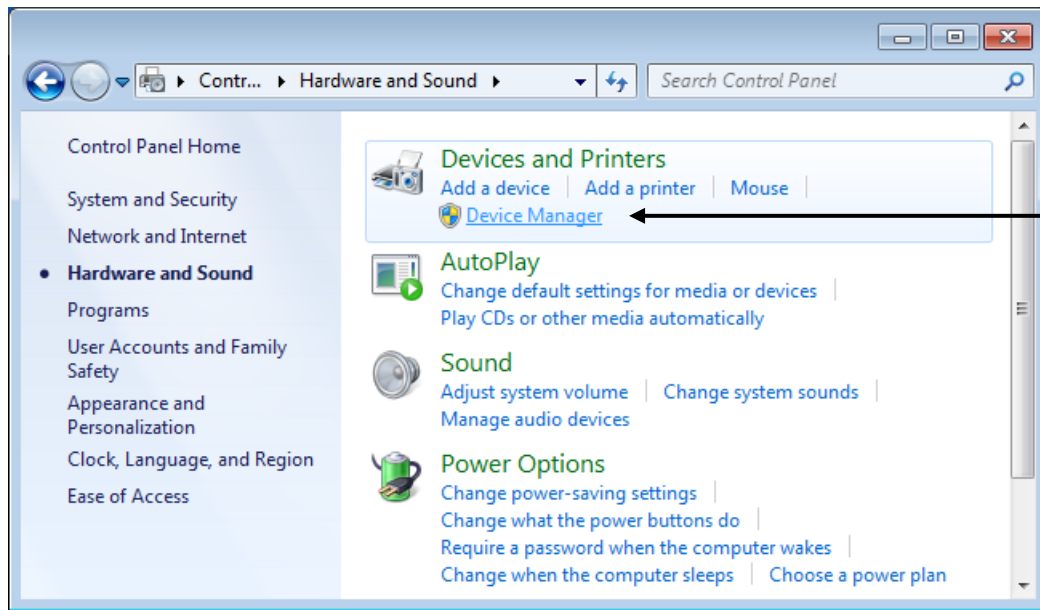 Contr... Hardware and Sound
Search Control Panel
Control Panel Home
System and Security
Network and Internet
Hardware and Sound
Programs
User Accounts and Family
Safety
Appearance and
Personalization
Clock, Language, and Region
Ease of Access
Devices and Printers
Add a device Add a printer Mouse
Device Manager
AutoPlay
Change default settings for media or devices
Play CDs or other media automatically
Sound
Adjust system volume Change system sounds
Manage audio devices
Power Options
Change power-saving settings
Change what the power buttons do
Require a password when the computer wakes
Change when the computer sleeps Choose a power plan